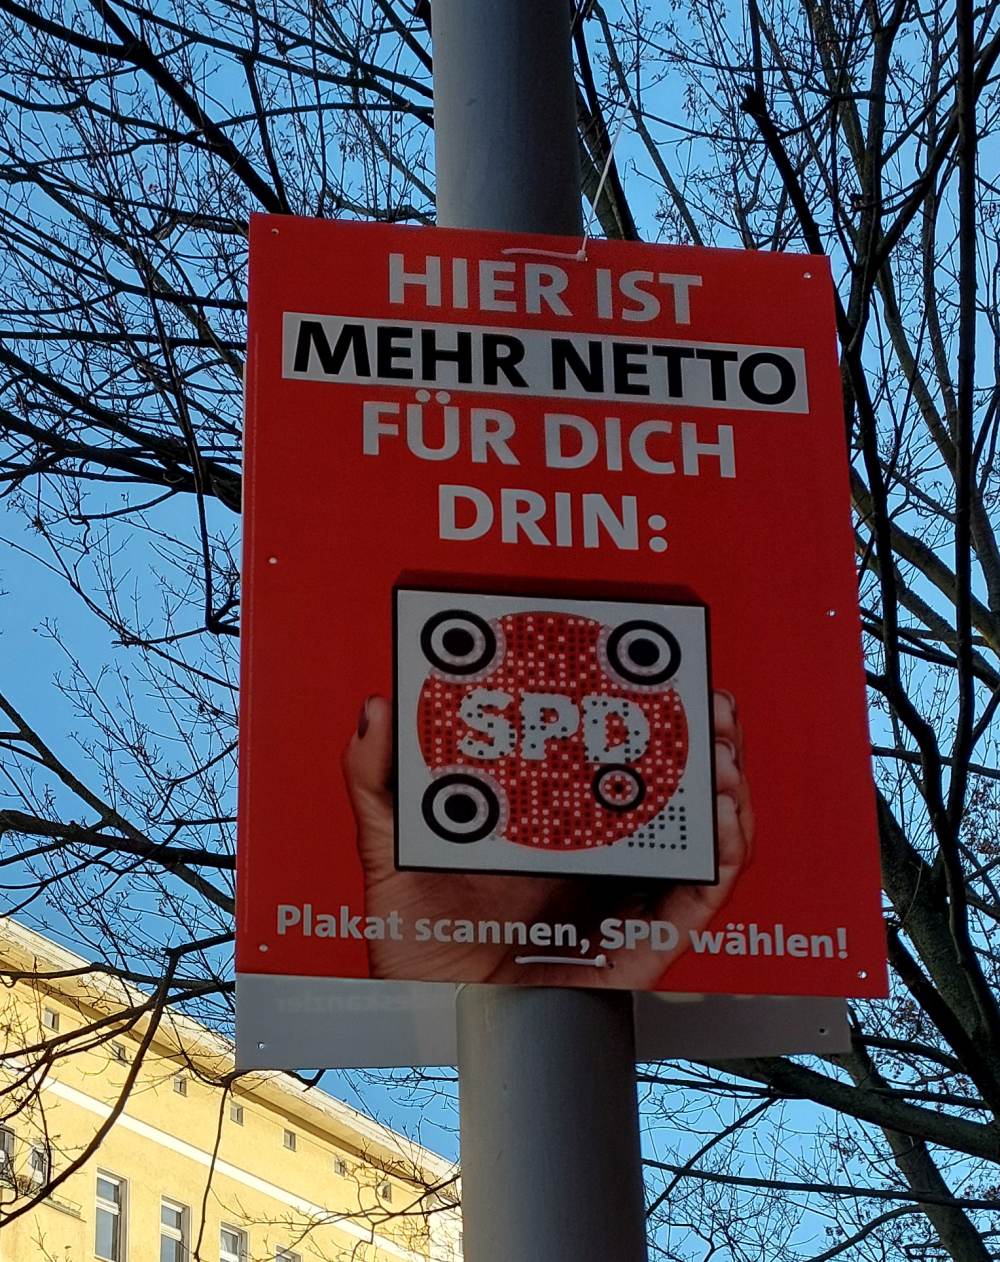 HIER IST
MEHR NETTO
FÜR DICH
DRIN:
SPD
Plakat scannen, SPD wählen!